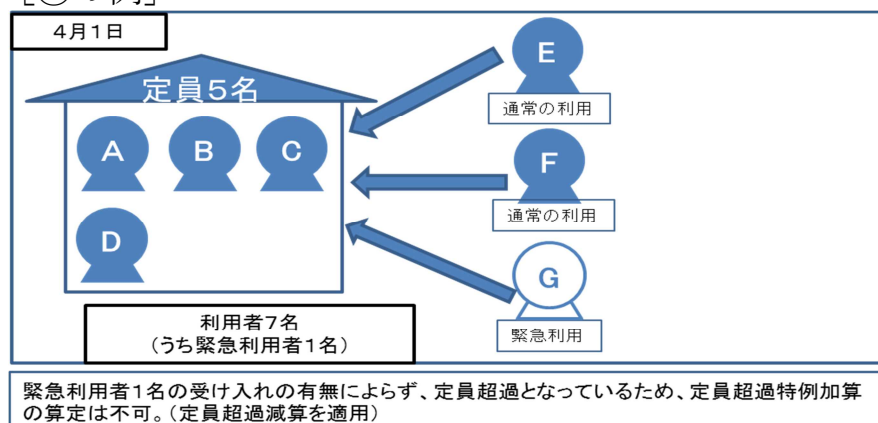 4月1日
定員5名
A
B
C
D
E
通常の利用
F
通常の利用
G
緊急利用
利用者7名
(うち緊急利用者1名)
緊急利用者1名の受け入れの有無によらず、定員超過となっているため、定員超過特例加算
の算定は不可。(定員超過減算を適用)